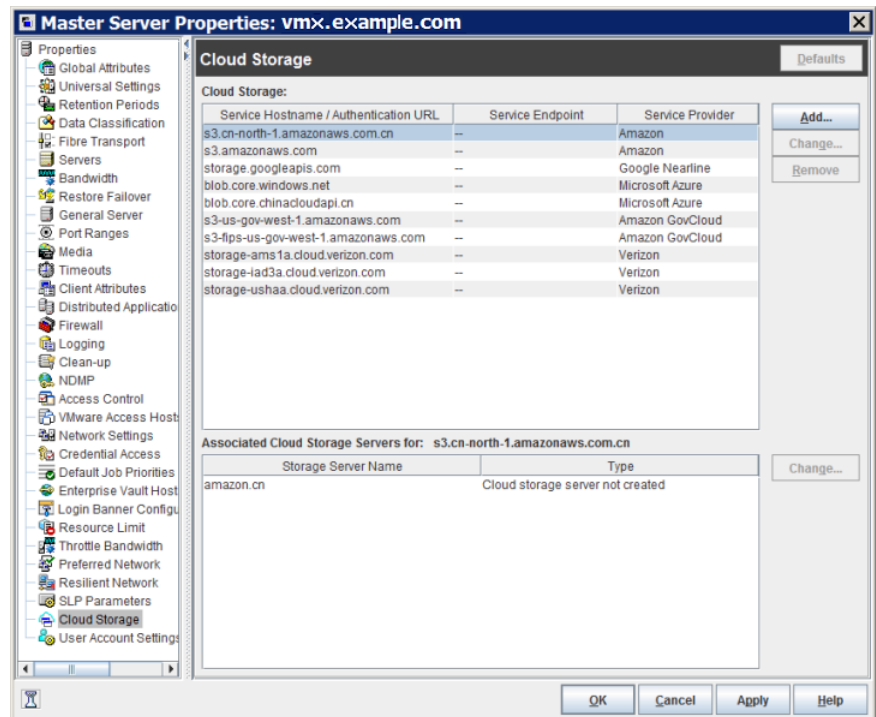 Master Server Properties: vmx.example.com
Properties
Global Attributes
Universal Settings
Retention Periods
Data Classification
Fibre Transport
Servers
Bandwidth
Restore Failover
General Server
Port Ranges
Media
Timeouts
Client Attributes
Distributed Applicatio
Firewall
Logging
Clean-up
NDMP
Access Control
VMware Access Hosts
Network Settings
Credential Access
Default Job Priorities
Enterprise Vault Host
Login Banner Configu
Resource Limit
Throttle Bandwidth
Preferred Network
Resilient Network
SLP Parameters
Cloud Storage
User Account Settings
Cloud Storage
Defaults
Cloud Storage:
Service Hostname / Authentication URL Service Endpoint Service Provider
s3.cn-north-1.amazonaws.com.cn -- Amazon
s3.amazonaws.com -- Amazon
storage.googleapis.com -- Google Nearline
blob.core.windows.net -- Microsoft Azure
blob.core.chinacloudapi.cn -- Microsoft Azure
s3-us-gov-west-1.amazonaws.com -- Amazon GovCloud
s3-fips-us-gov-west-1.amazonaws.com -- Amazon GovCloud
storage-ams1a.cloud.verizon.com -- Verizon
storage-iad3a.cloud.verizon.com -- Verizon
storage-ushaa.cloud.verizon.com -- Verizon
Add...
Change...
Remove
Associated Cloud Storage Servers for: s3.cn-north-1.amazonaws.com.cn
Storage Server Name Type
amazon.cn Cloud storage server not created
Change...
OK Cancel Apply Help